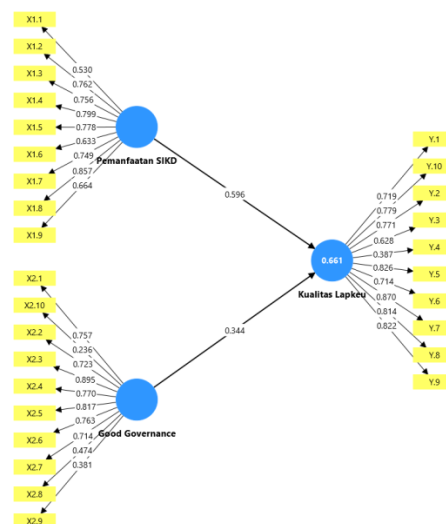 X1.1
X1.2
X1.3
X1.4
X1.5
X1.6
X1.7
X1.8
X1.9
0.530
0.762
0.756
0.799
0.778
0.633
0.749
0.857
0.664
Pemanfaatan SIKD
0.596
X2.1
X2.10
X2.2
X2.3
X2.4
X2.5
X2.6
X2.7
X2.8
X2.9
0.757
0.236
0.723
0.895
0.770
0.817
0.763
0.714
0.474
0.381
Good Governance
0.344
0.661
Kualitas Lapkeu
0.719
0.779
0.771
0.628
0.387
0.826
0.714
0.870
0.814
0.822
Y.1
Y.10
Y.2
Y.3
Y.4
Y.5
Y.6
Y.7
Y.8
Y.9